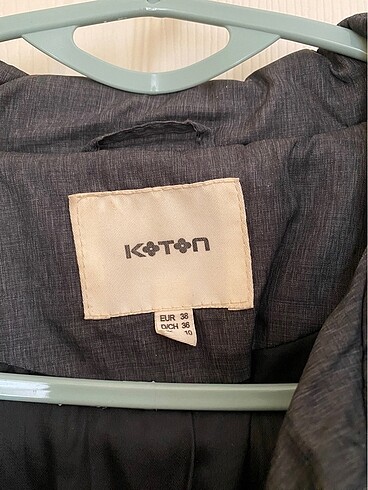 KOTON
EUR 38
D/CH 36
10